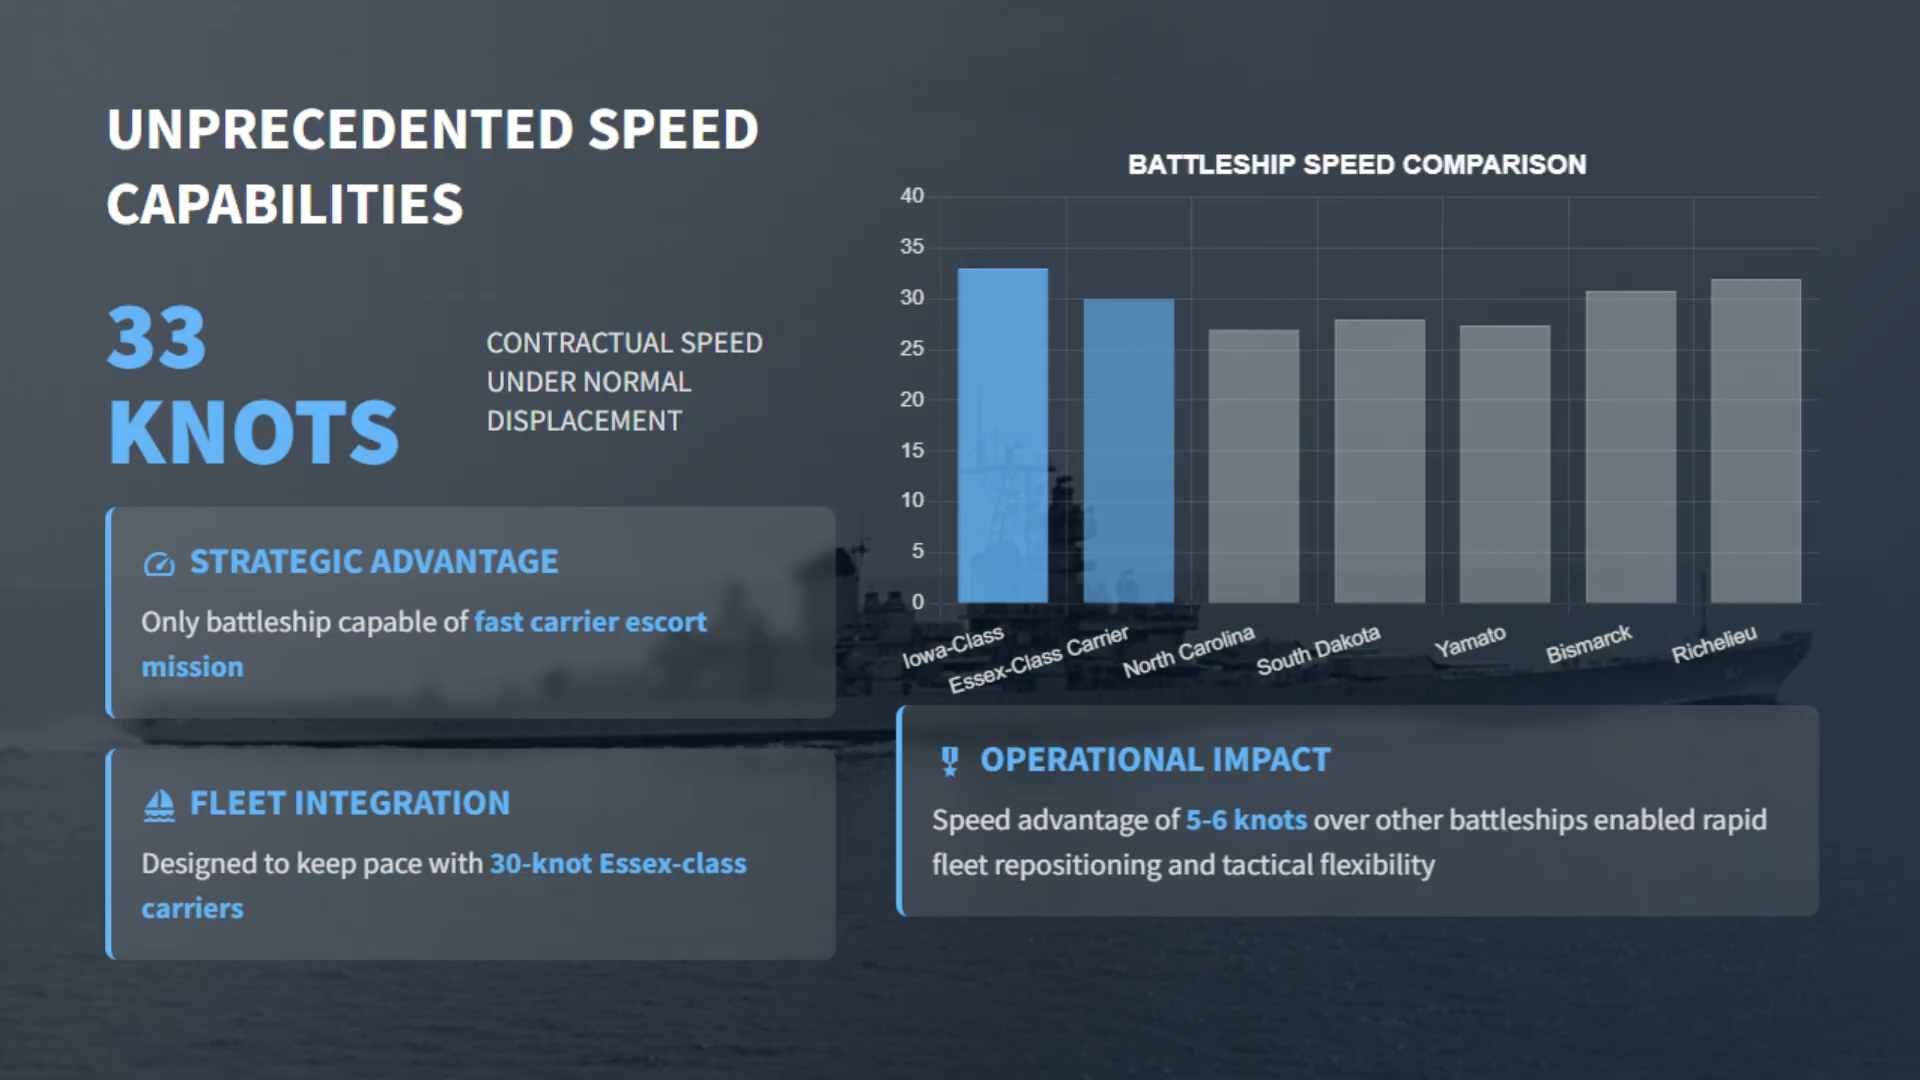 UNPRECEDENTED SPEED
CAPABILITIES
33
KNOTS
CONTRACTUAL SPEED
UNDER NORMAL
DISPLACEMENT
STRATEGIC ADVANTAGE
Only battleship capable of fast carrier escort
mission
FLEET INTEGRATION
Designed to keep pace with 30-knot Essex-class
carriers
BATTLESHIP SPEED COMPARISON
40
35
30
25
20
15
10
5
0
Iowa-Class
Essex-Class Carrier
North Carolina
South Dakota
Yamato
Bismarck
Richelieu
OPERATIONAL IMPACT
Speed advantage of 5-6 knots over other battleships enabled rapid
fleet repositioning and tactical flexibility